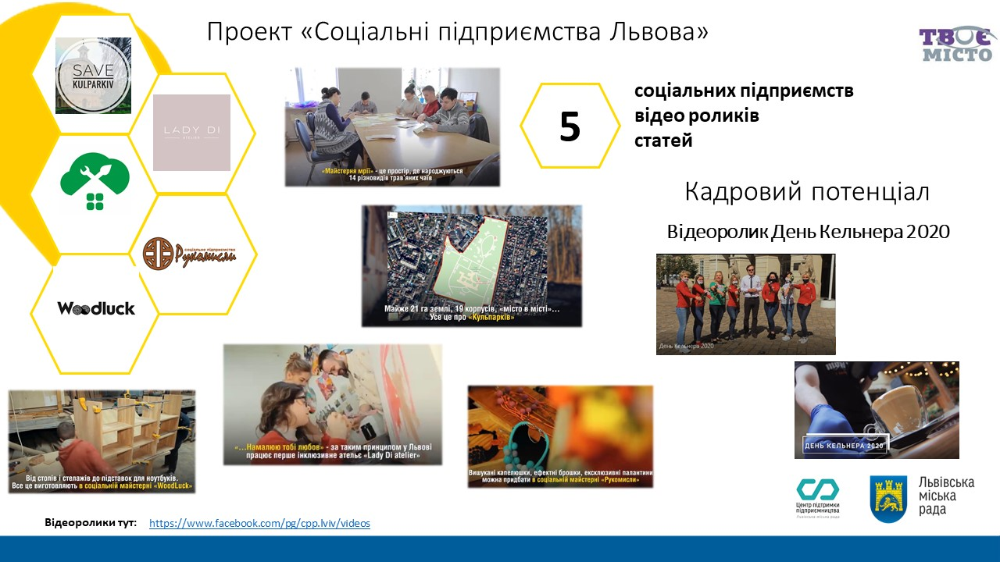 Проект «Соціальні підприємства Львова»
ТВОЄ
МІСТО
SAVE
KULPARKIV
LADY DI
ATELIER
соціальне підприємство
Рукомисли
Woodluck
«Майстерня мрії» - це простір, де народжуються
14 різновидів трав'яних чаїв
5
соціальних підприємств
відео роликів
статей
Майже 21 га землі, 19 корпусів, «місто в місті»...
Усе це про «Кульпарків»
Кадровий потенціал
Відеоролик День Кельнера 2020
День Кельнера 2020
ДЕНЬ КЕЛЬНЕРА 2020
«...Намалюю тобі любов» - за таким принципом у Львові
працює перше інклюзивне ательє «Lady Di atelier»
Від столів і стелажів до підставок для ноутбуків.
Все це виготовляють в соціальній майстерні «WoodLuck»
Вишукані капелюшки, ефектні брошки, ексклюзивні палантини
можна придбати в соціальній майстерні «Рукомисли»
Центр підтримки
підприємництва
Львівська міська рада
Львівська
міська
рада
Відеоролики тут: https://www.facebook.com/pg/cpp.lviv/videos